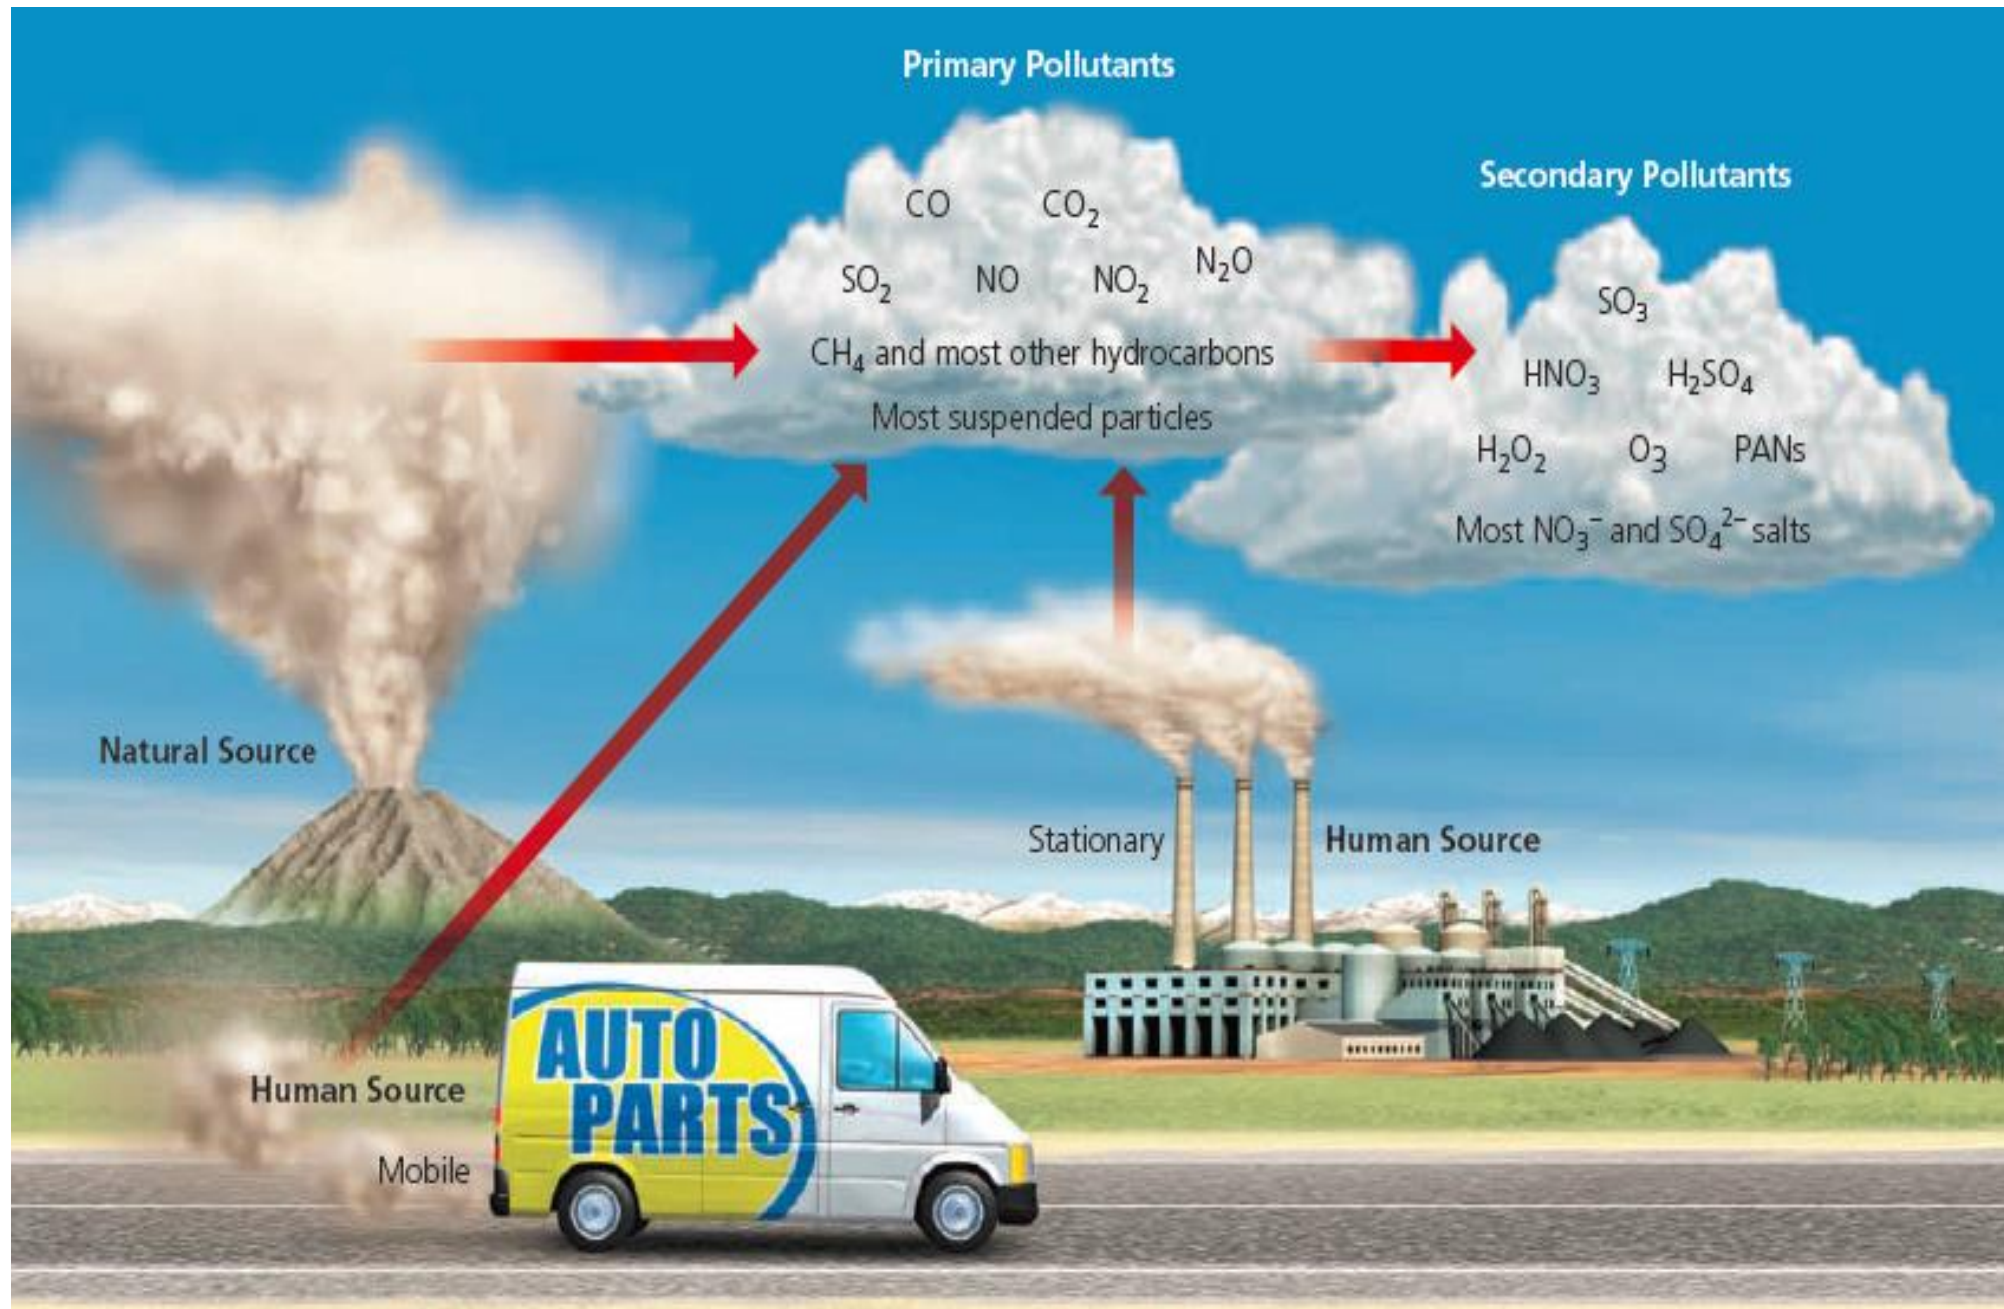 Primary Pollutants
CO CO₂
SO₂ NO NO₂ N₂O
CH₄ and most other hydrocarbons
Most suspended particles
Secondary Pollutants
SO₃
HNO₃ H₂SO₄
H₂O₂ O₃ PANs
Most NO₃⁻ and SO₄²⁻ salts
Natural Source
Stationary
Human Source
Human Source
Mobile
AUTO
PARTS